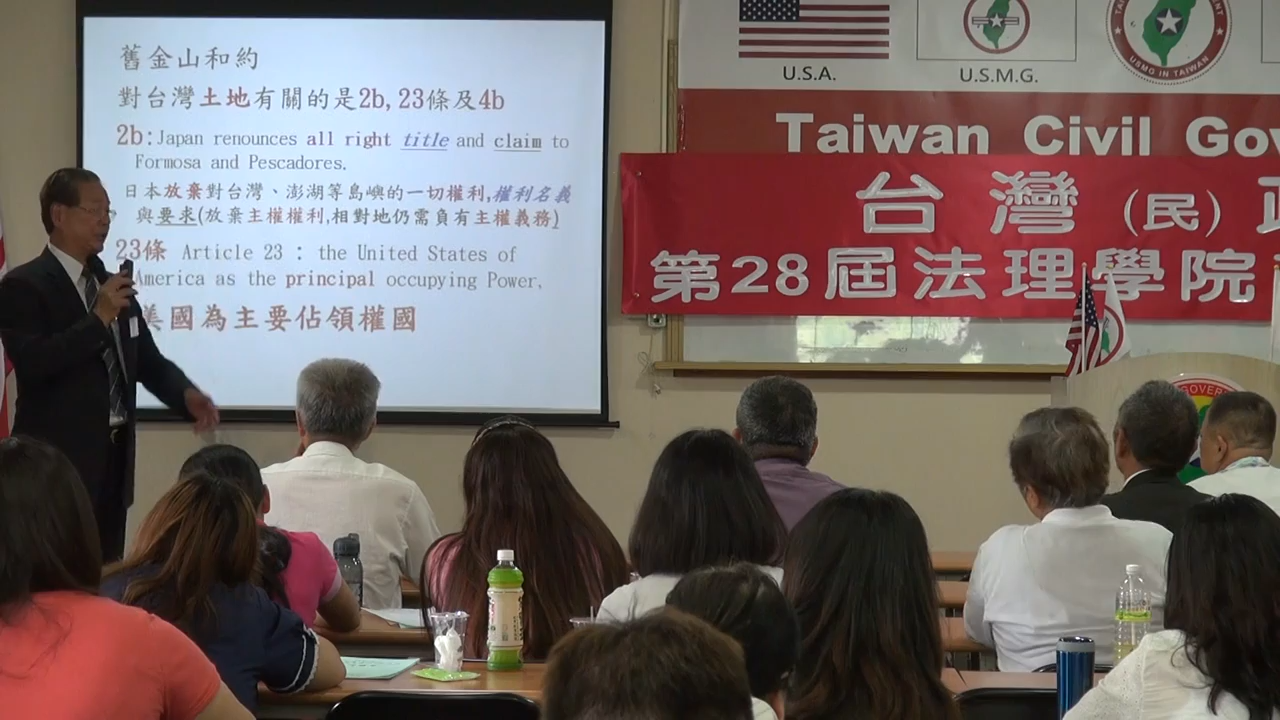 舊金山和約
對台灣土地有關的是2b, 23條及4b
2b: Japan renounces all right title and claim to
Formosa and Pescadores.
日本放棄對台灣、澎湖等島嶼的一切權利,權利名義
與要求(放棄主權權利,相對地仍需負有主權義務)
23條 Article 23 : the United States of
America as the principal occupying Power,
美國為主要佔領權國
U.S.A.
U.S.M.G.
USMG IN TAIWAN
Taiwan Civil Gov
台灣(民)政
第28屆法理學院
GOVER